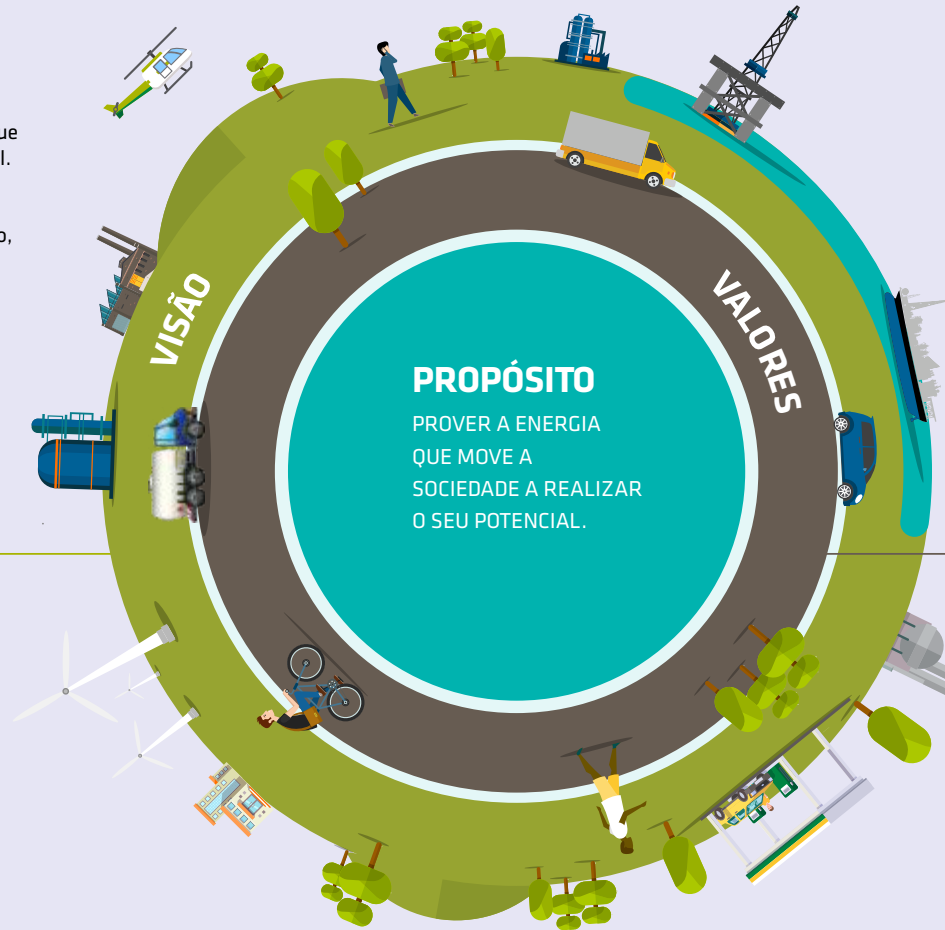 VISÃO
VALORES
PROPÓSITO
PROVER A ENERGIA
QUE MOVE A
SOCIEDADE A REALIZAR
O SEU POTENCIAL.